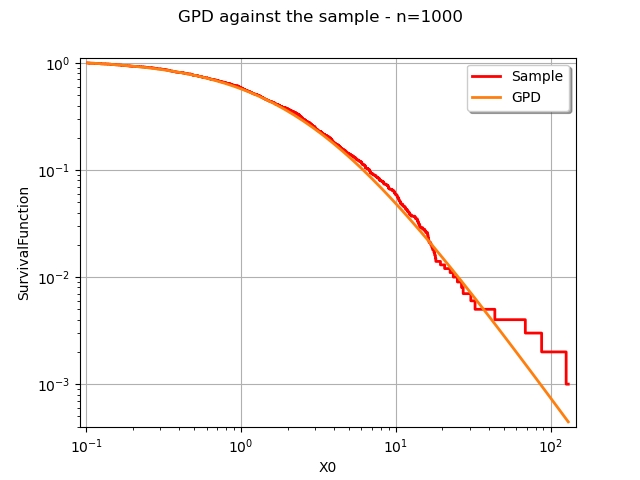 GPD against the sample - n=1000
Sample
GPD
SurvivalFunction
10⁰
10⁻¹
10⁻²
10⁻³
10⁻¹
10⁰
10¹
10²
X0